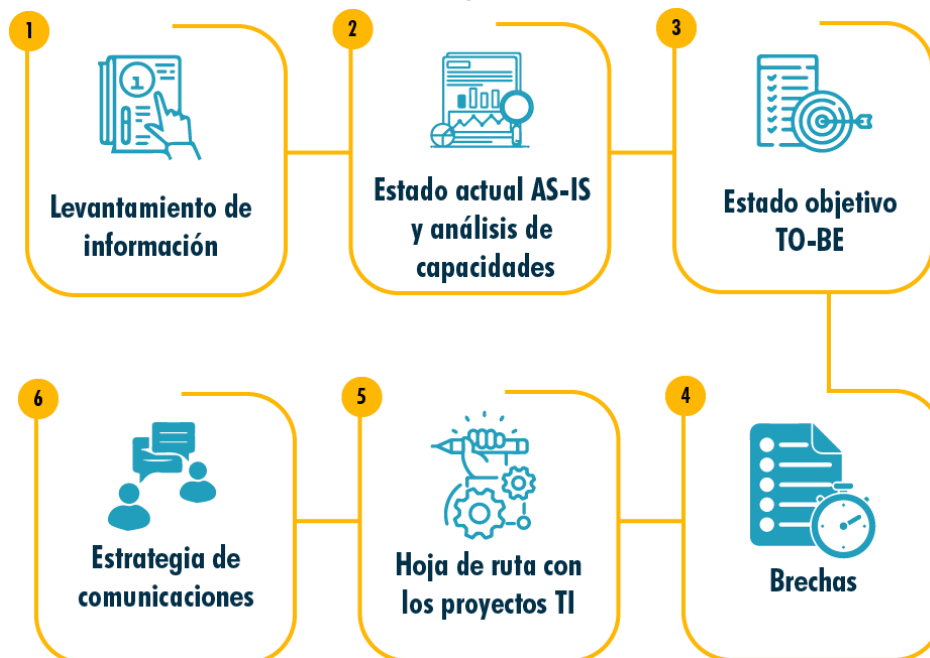 1
Levantamiento de
información
2
Estado actual AS-IS
y análisis de
capacidades
3
Estado objetivo
TO-BE
4
Brechas
5
Hoja de ruta con
los proyectos TI
6
Estrategia de
comunicaciones